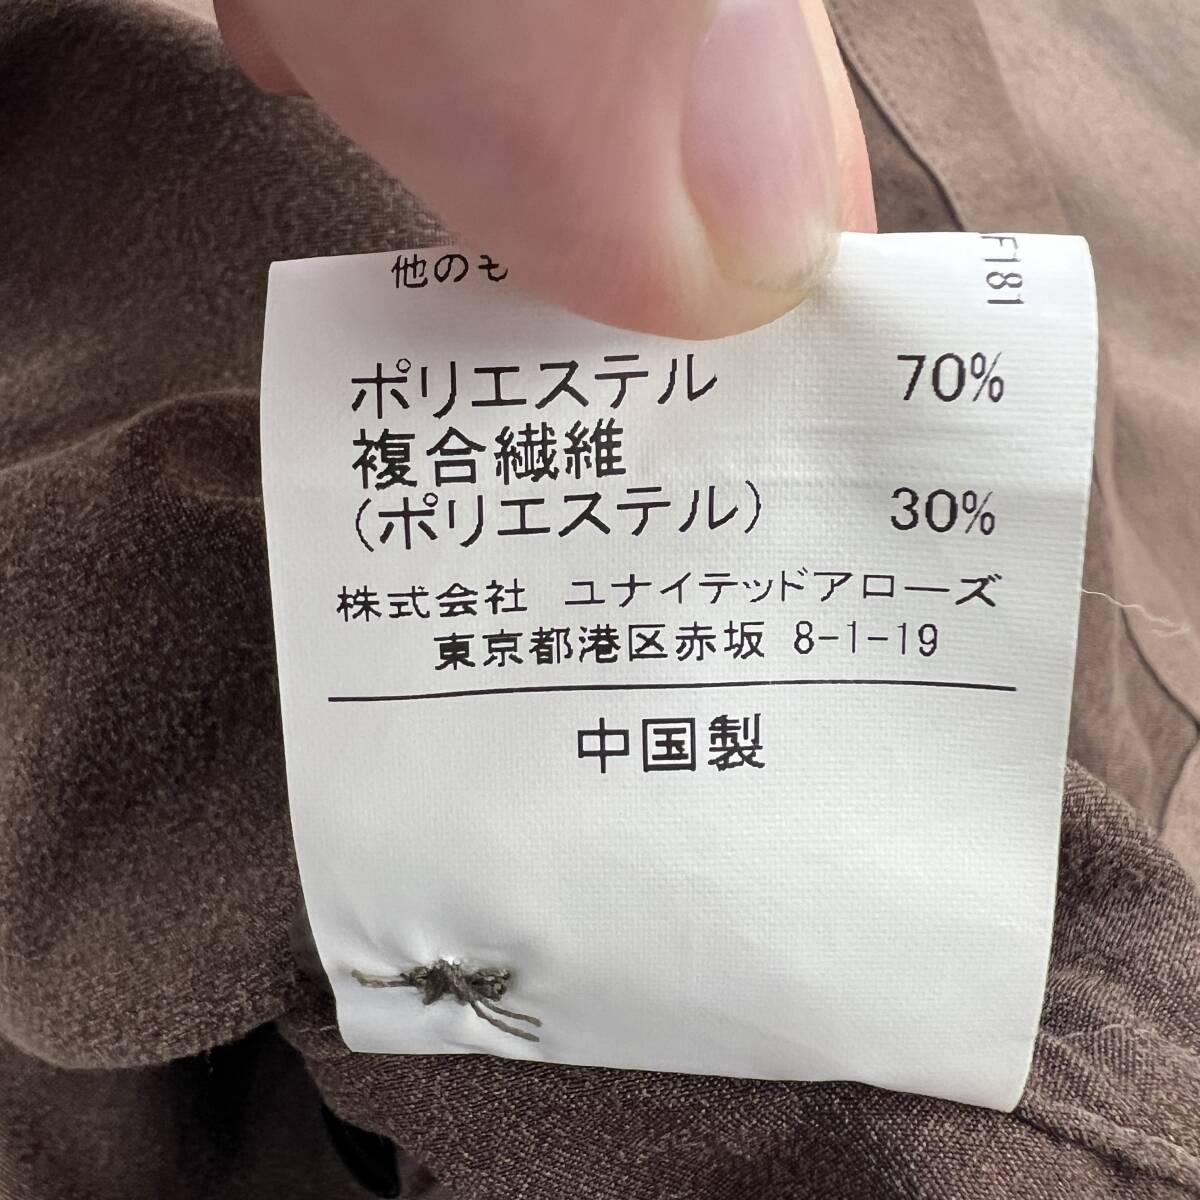 他のも
F181
ポリエステル 70%
複合繊維
(ポリエステル) 30%
株式会社 ユナイテッドアローズ
東京都港区赤坂 8-1-19
中国製